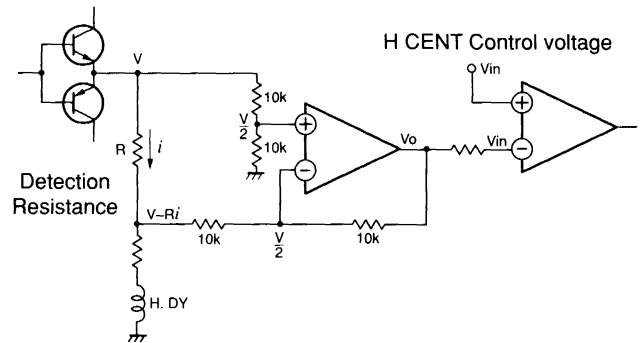 H CENT Control voltage
V
Vin
10k
V
2
10k
Vo
Vin
R
i
Detection
Resistance
V–Ri
10k
V
2
10k
H. DY